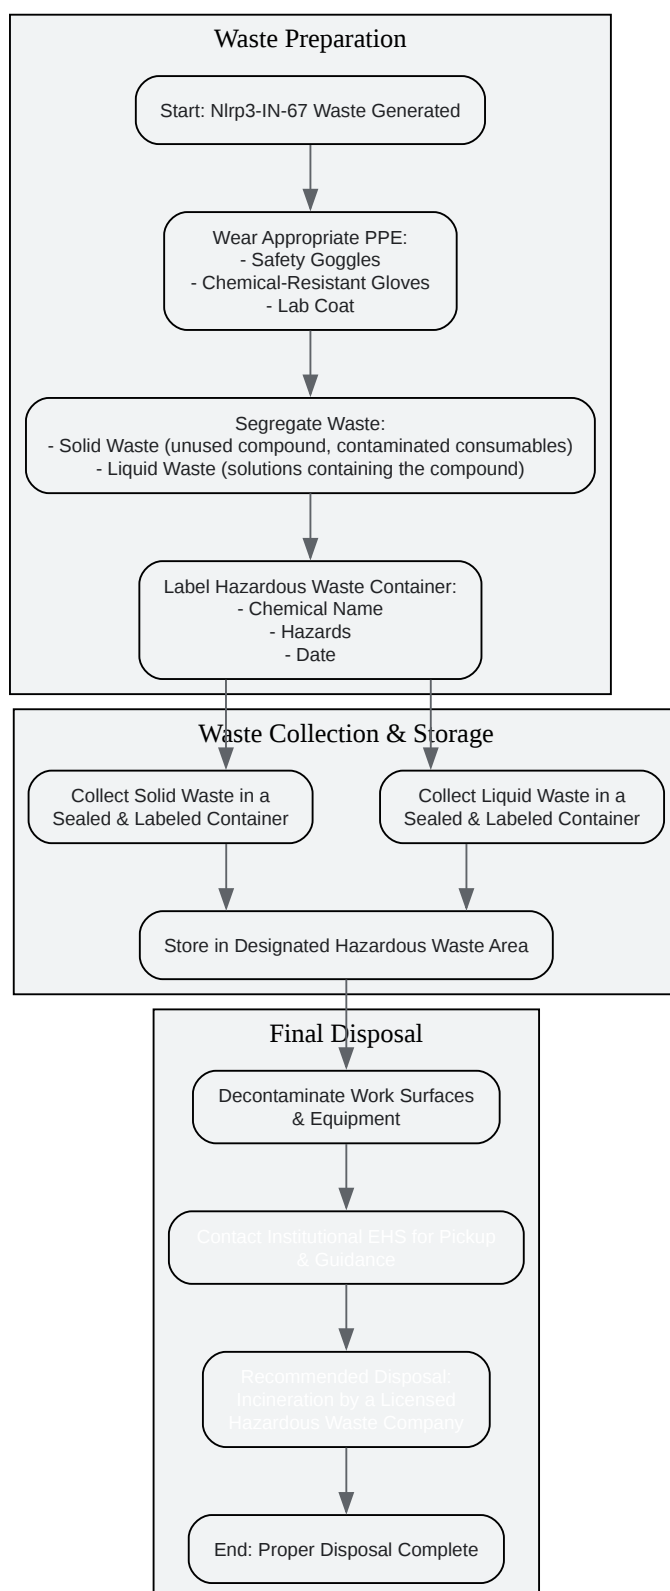 Waste Preparation
Start: Nlrp3-IN-67 Waste Generated
Wear Appropriate PPE:
- Safety Goggles
- Chemical-Resistant Gloves
- Lab Coat
Segregate Waste:
- Solid Waste (unused compound, contaminated consumables)
- Liquid Waste (solutions containing the compound)
Label Hazardous Waste Container:
- Chemical Name
- Hazards
- Date
Waste Collection & Storage
Collect Solid Waste in a
Sealed & Labeled Container
Collect Liquid Waste in a
Sealed & Labeled Container
Store in Designated Hazardous Waste Area
Final Disposal
Decontaminate Work Surfaces
& Equipment
Contact Institutional EHS for Pickup
& Guidance
Recommended Disposal:
Incineration by a Licensed
Hazardous Waste Company
End: Proper Disposal Complete